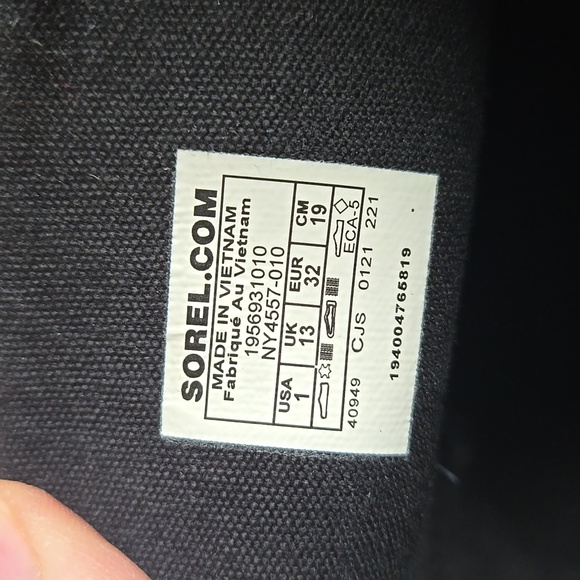 SOREL.COM
MADE IN VIETNAM
Fabriqué Au Vietnam
1956931010
NY4557-010
USA UK EUR CM
1 13 32 19
ECA-5
40949 CJS 0121 221
194004765819